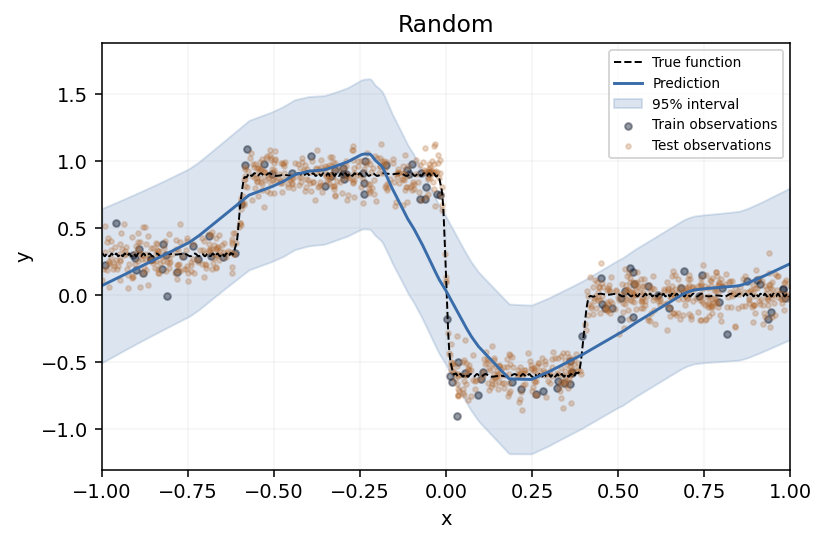 Random
True function
Prediction
95% interval
Train observations
Test observations
y
1.5
1.0
0.5
0.0
−0.5
−1.0
−1.00 −0.75 −0.50 −0.25 0.00 0.25 0.50 0.75 1.00
x